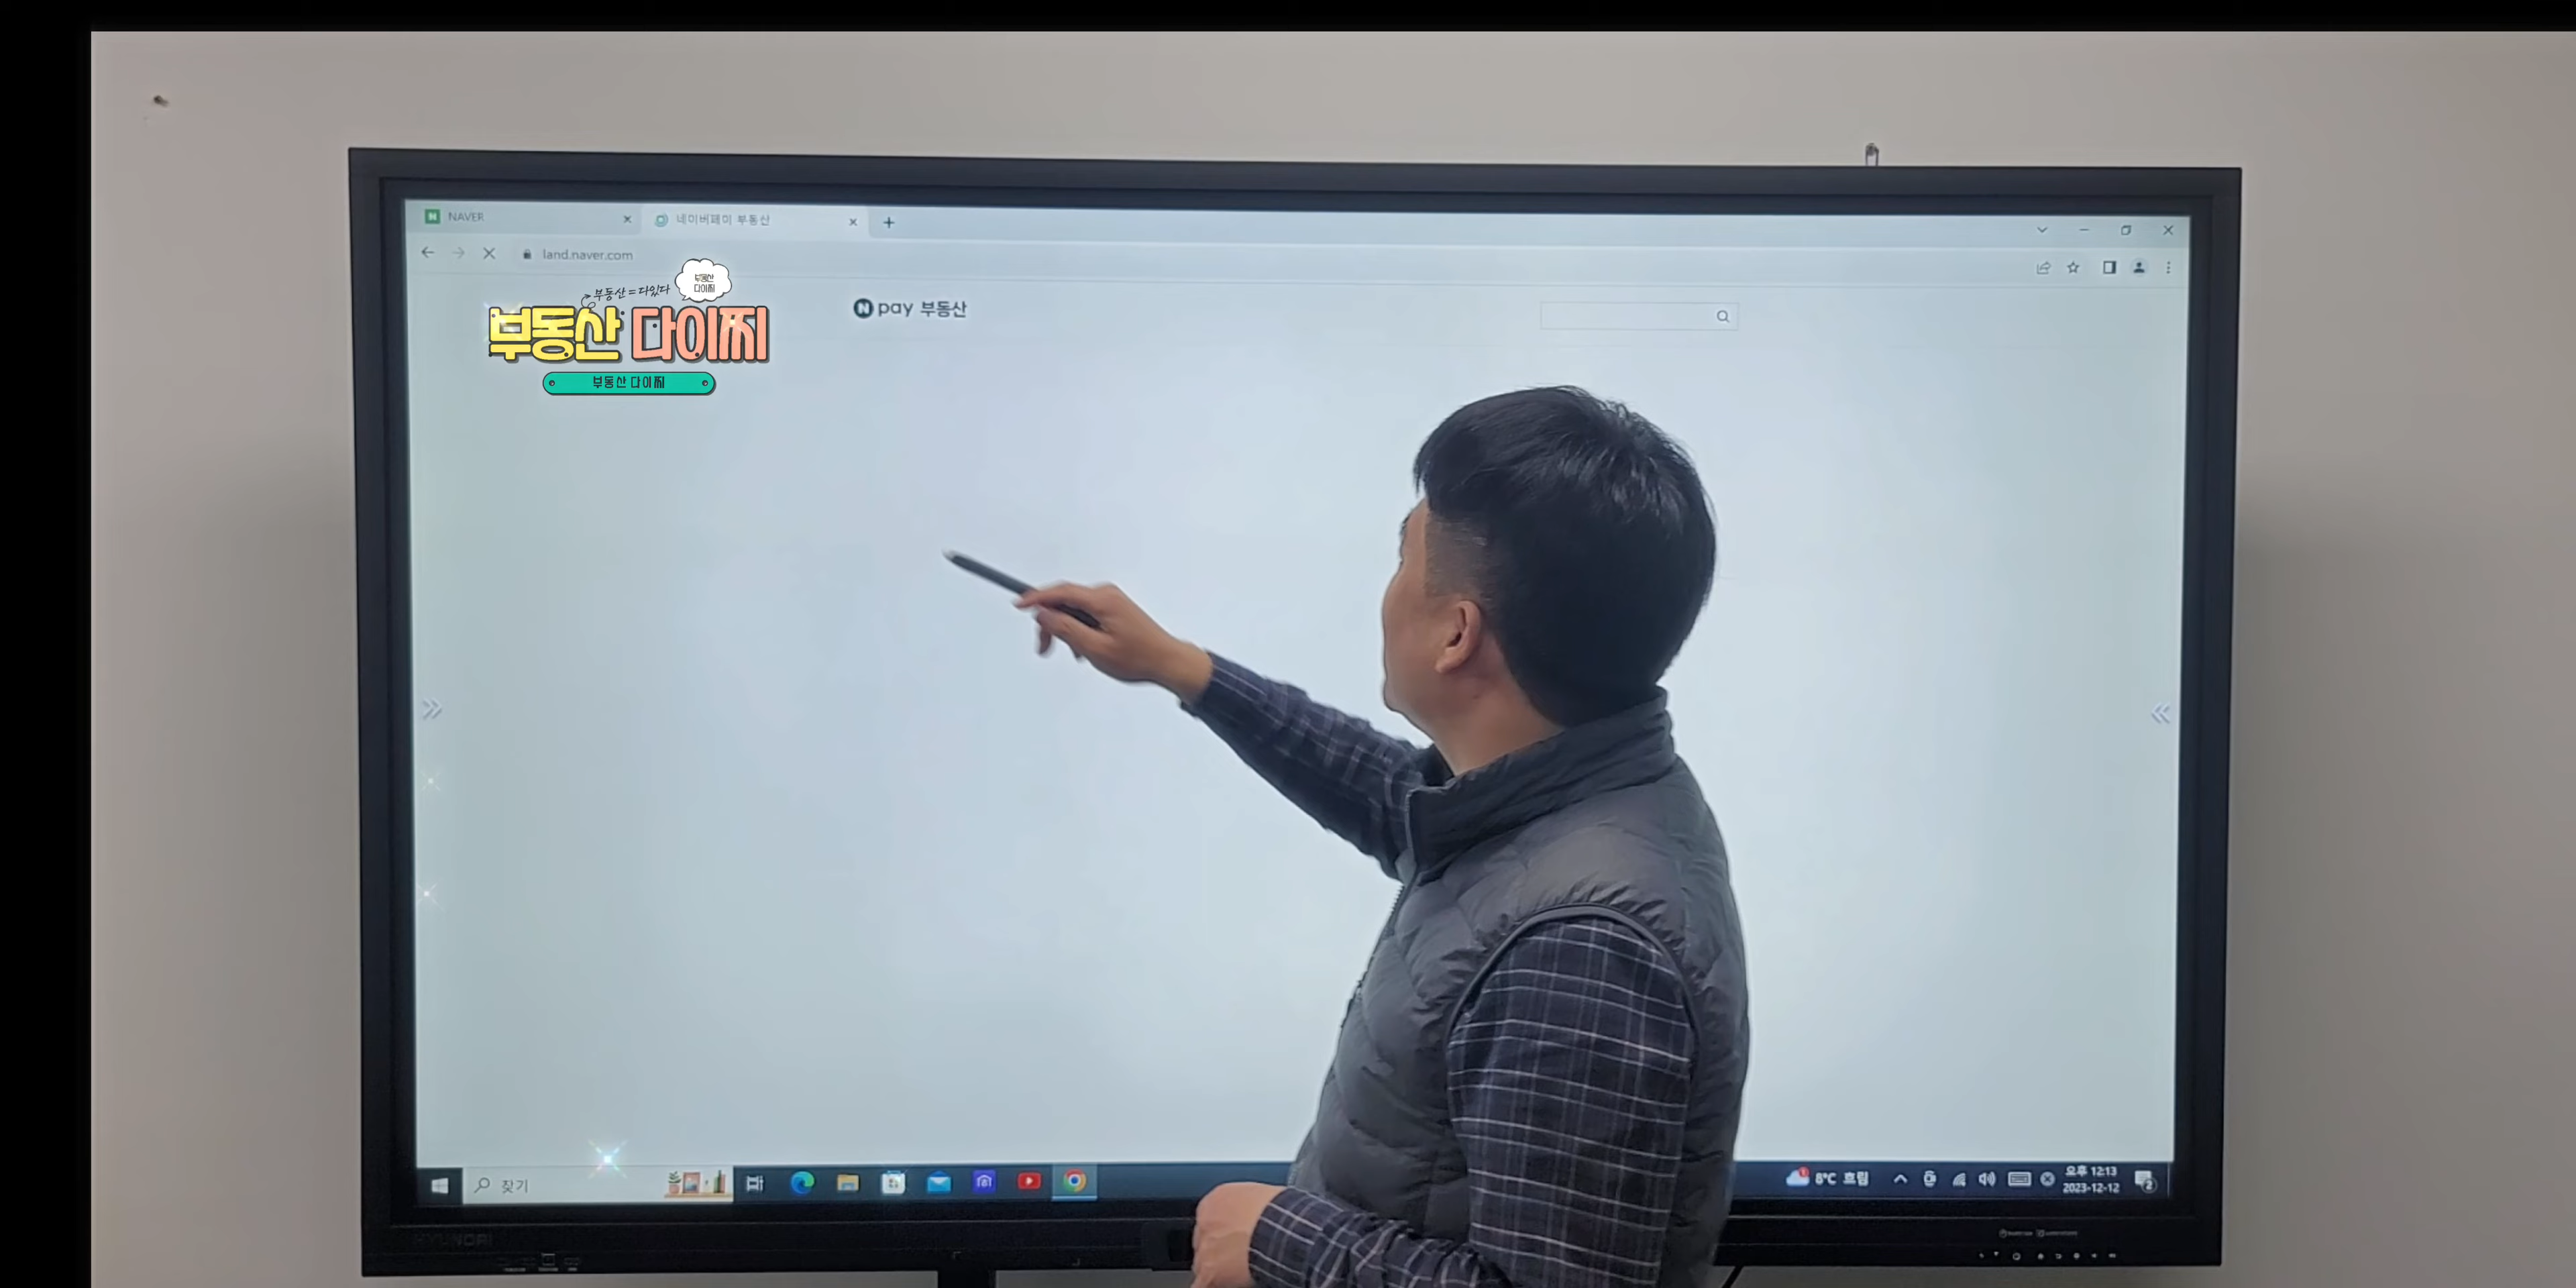 NAVER
네이버페이 부동산
land.naver.com
부동산=다있다
부동산
다이찌
부동산 다이찌
부동산 다이찌
N pay 부동산
찾기
8°C 흐림
오후 12:13
2023-12-12
2
HYUNDAI